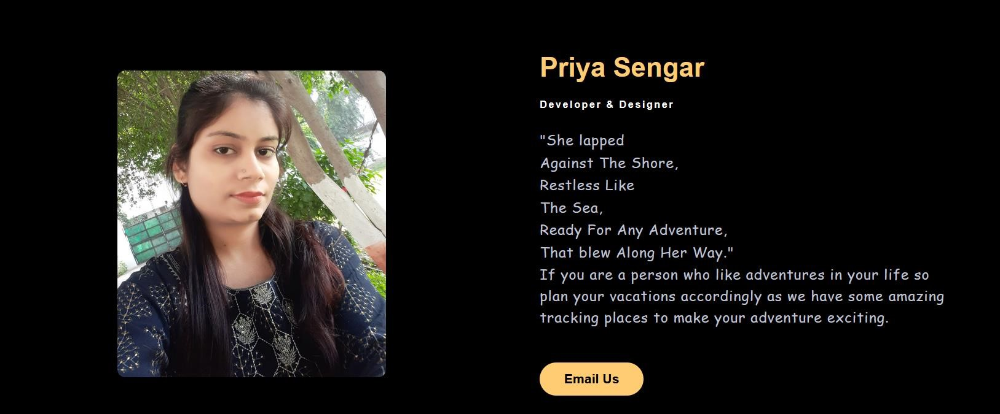 Priya Sengar
Developer & Designer
"She lapped
Against The Shore,
Restless Like
The Sea,
Ready For Any Adventure,
That blew Along Her Way."
If you are a person who like adventures in your life so
plan your vacations accordingly as we have some amazing
tracking places to make your adventure exciting.
Email Us